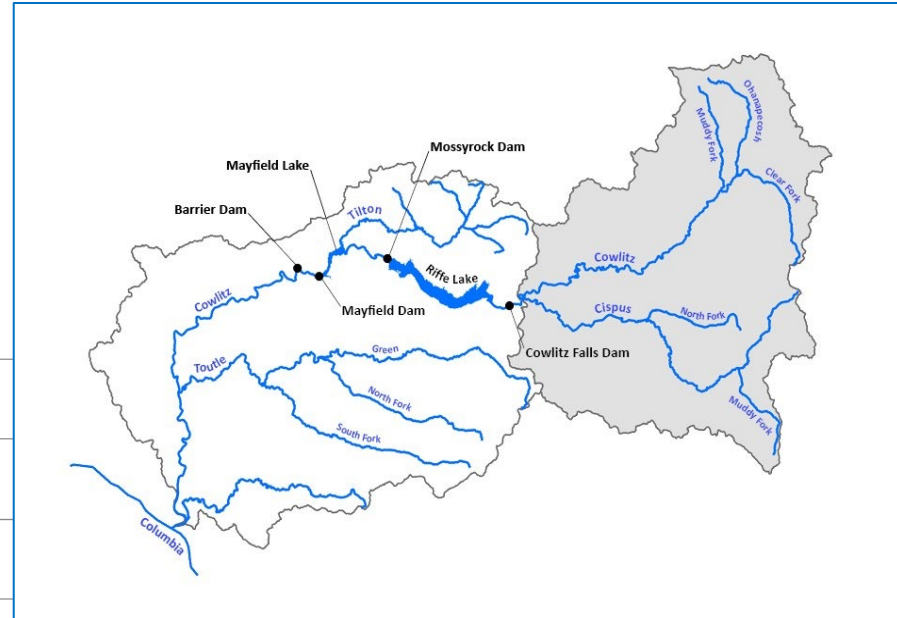 Ohanapecosh
Muddy Fork
Mossyrock Dam
Mayfield Lake
Clear Fork
Barrier Dam
Tilton
Cowlitz
Riffe Lake
Cowlitz
Mayfield Dam
Cispus
North Fork
Cowlitz Falls Dam
Green
Toutle
North Fork
Muddy Fork
South Fork
Columbia